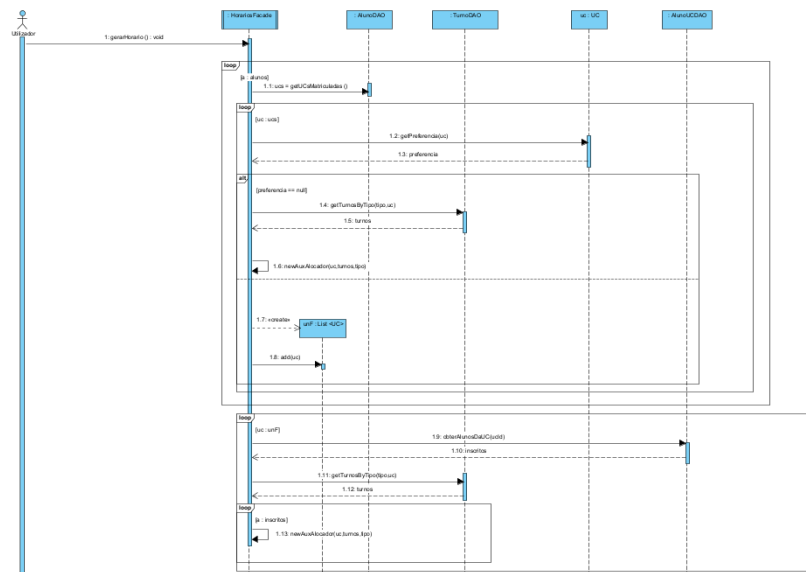 : HorariosFacade
: AlunoDAO
: TurnoDAO
uc : UC
: AlunoUCDAO
Utilizador
1: gerarHorario () : void
loop
[a : alunos]
1.1: ucs = getUCsMatriculadas ()
loop
[uc : ucs]
1.2: getPreferencia(uc)
1.3: preferencia
alt
[preferencia == null]
1.4: getTurnosByTipo(tipo,uc)
1.5: turnos
1.6: newAuxAlocador(uc,turnos,tipo)
1.7: «create»
uriF : List <UC>
1.8: add(uc)
loop
[uc : uriF]
1.9: obterAlunosDaUC(ucId)
1.10: inscritos
1.11: getTurnosByTipo(tipo,uc)
1.12: turnos
loop
[a : inscritos]
1.13: newAuxAlocador(uc,turnos,tipo)